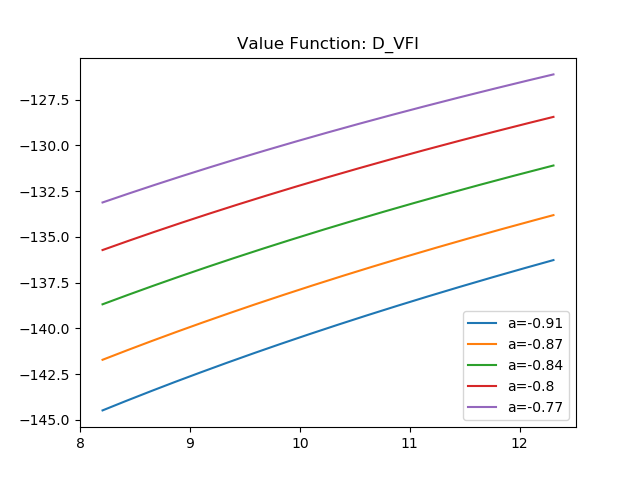 Value Function: D_VFI
−127.5
−130.0
−132.5
−135.0
−137.5
−140.0
−142.5
−145.0
8
9
10
11
12
a=-0.91
a=-0.87
a=-0.84
a=-0.8
a=-0.77